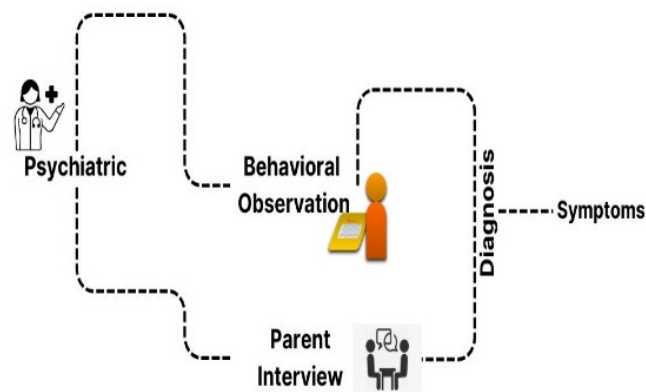 Psychiatric
Behavioral
Observation
Parent
Interview
Diagnosis
Symptoms